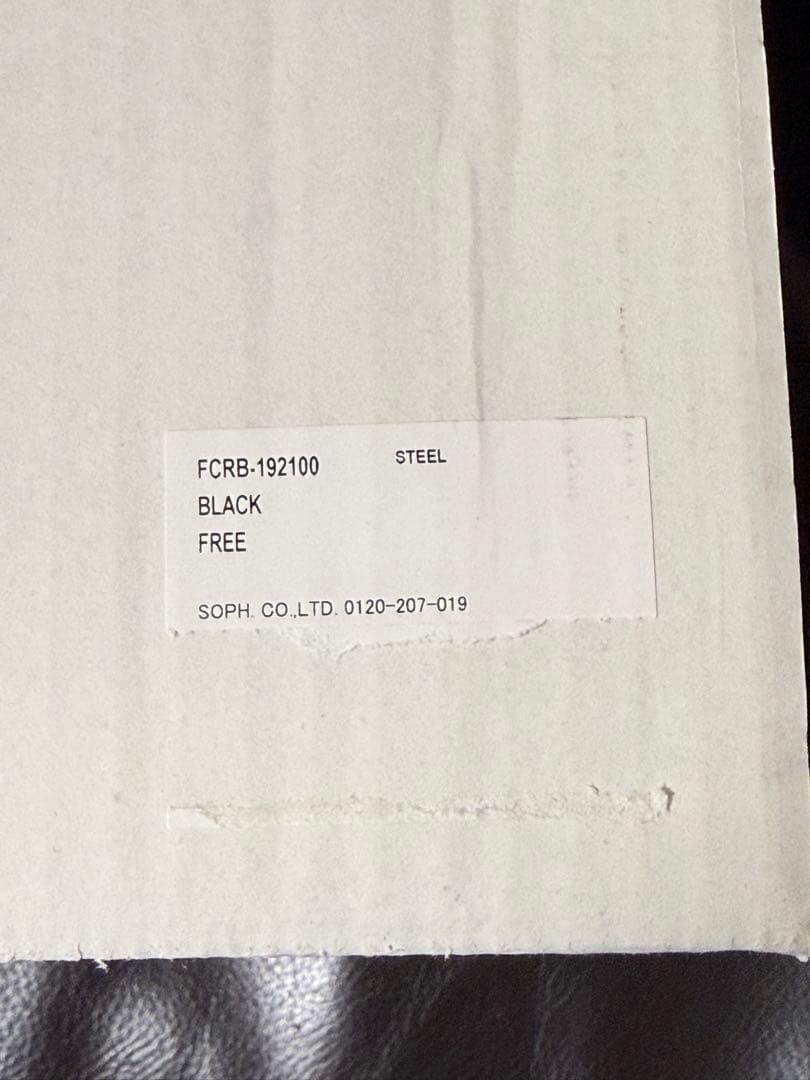 FCRB-192100 STEEL
BLACK
FREE
SOPH. CO.,LTD. 0120-207-019